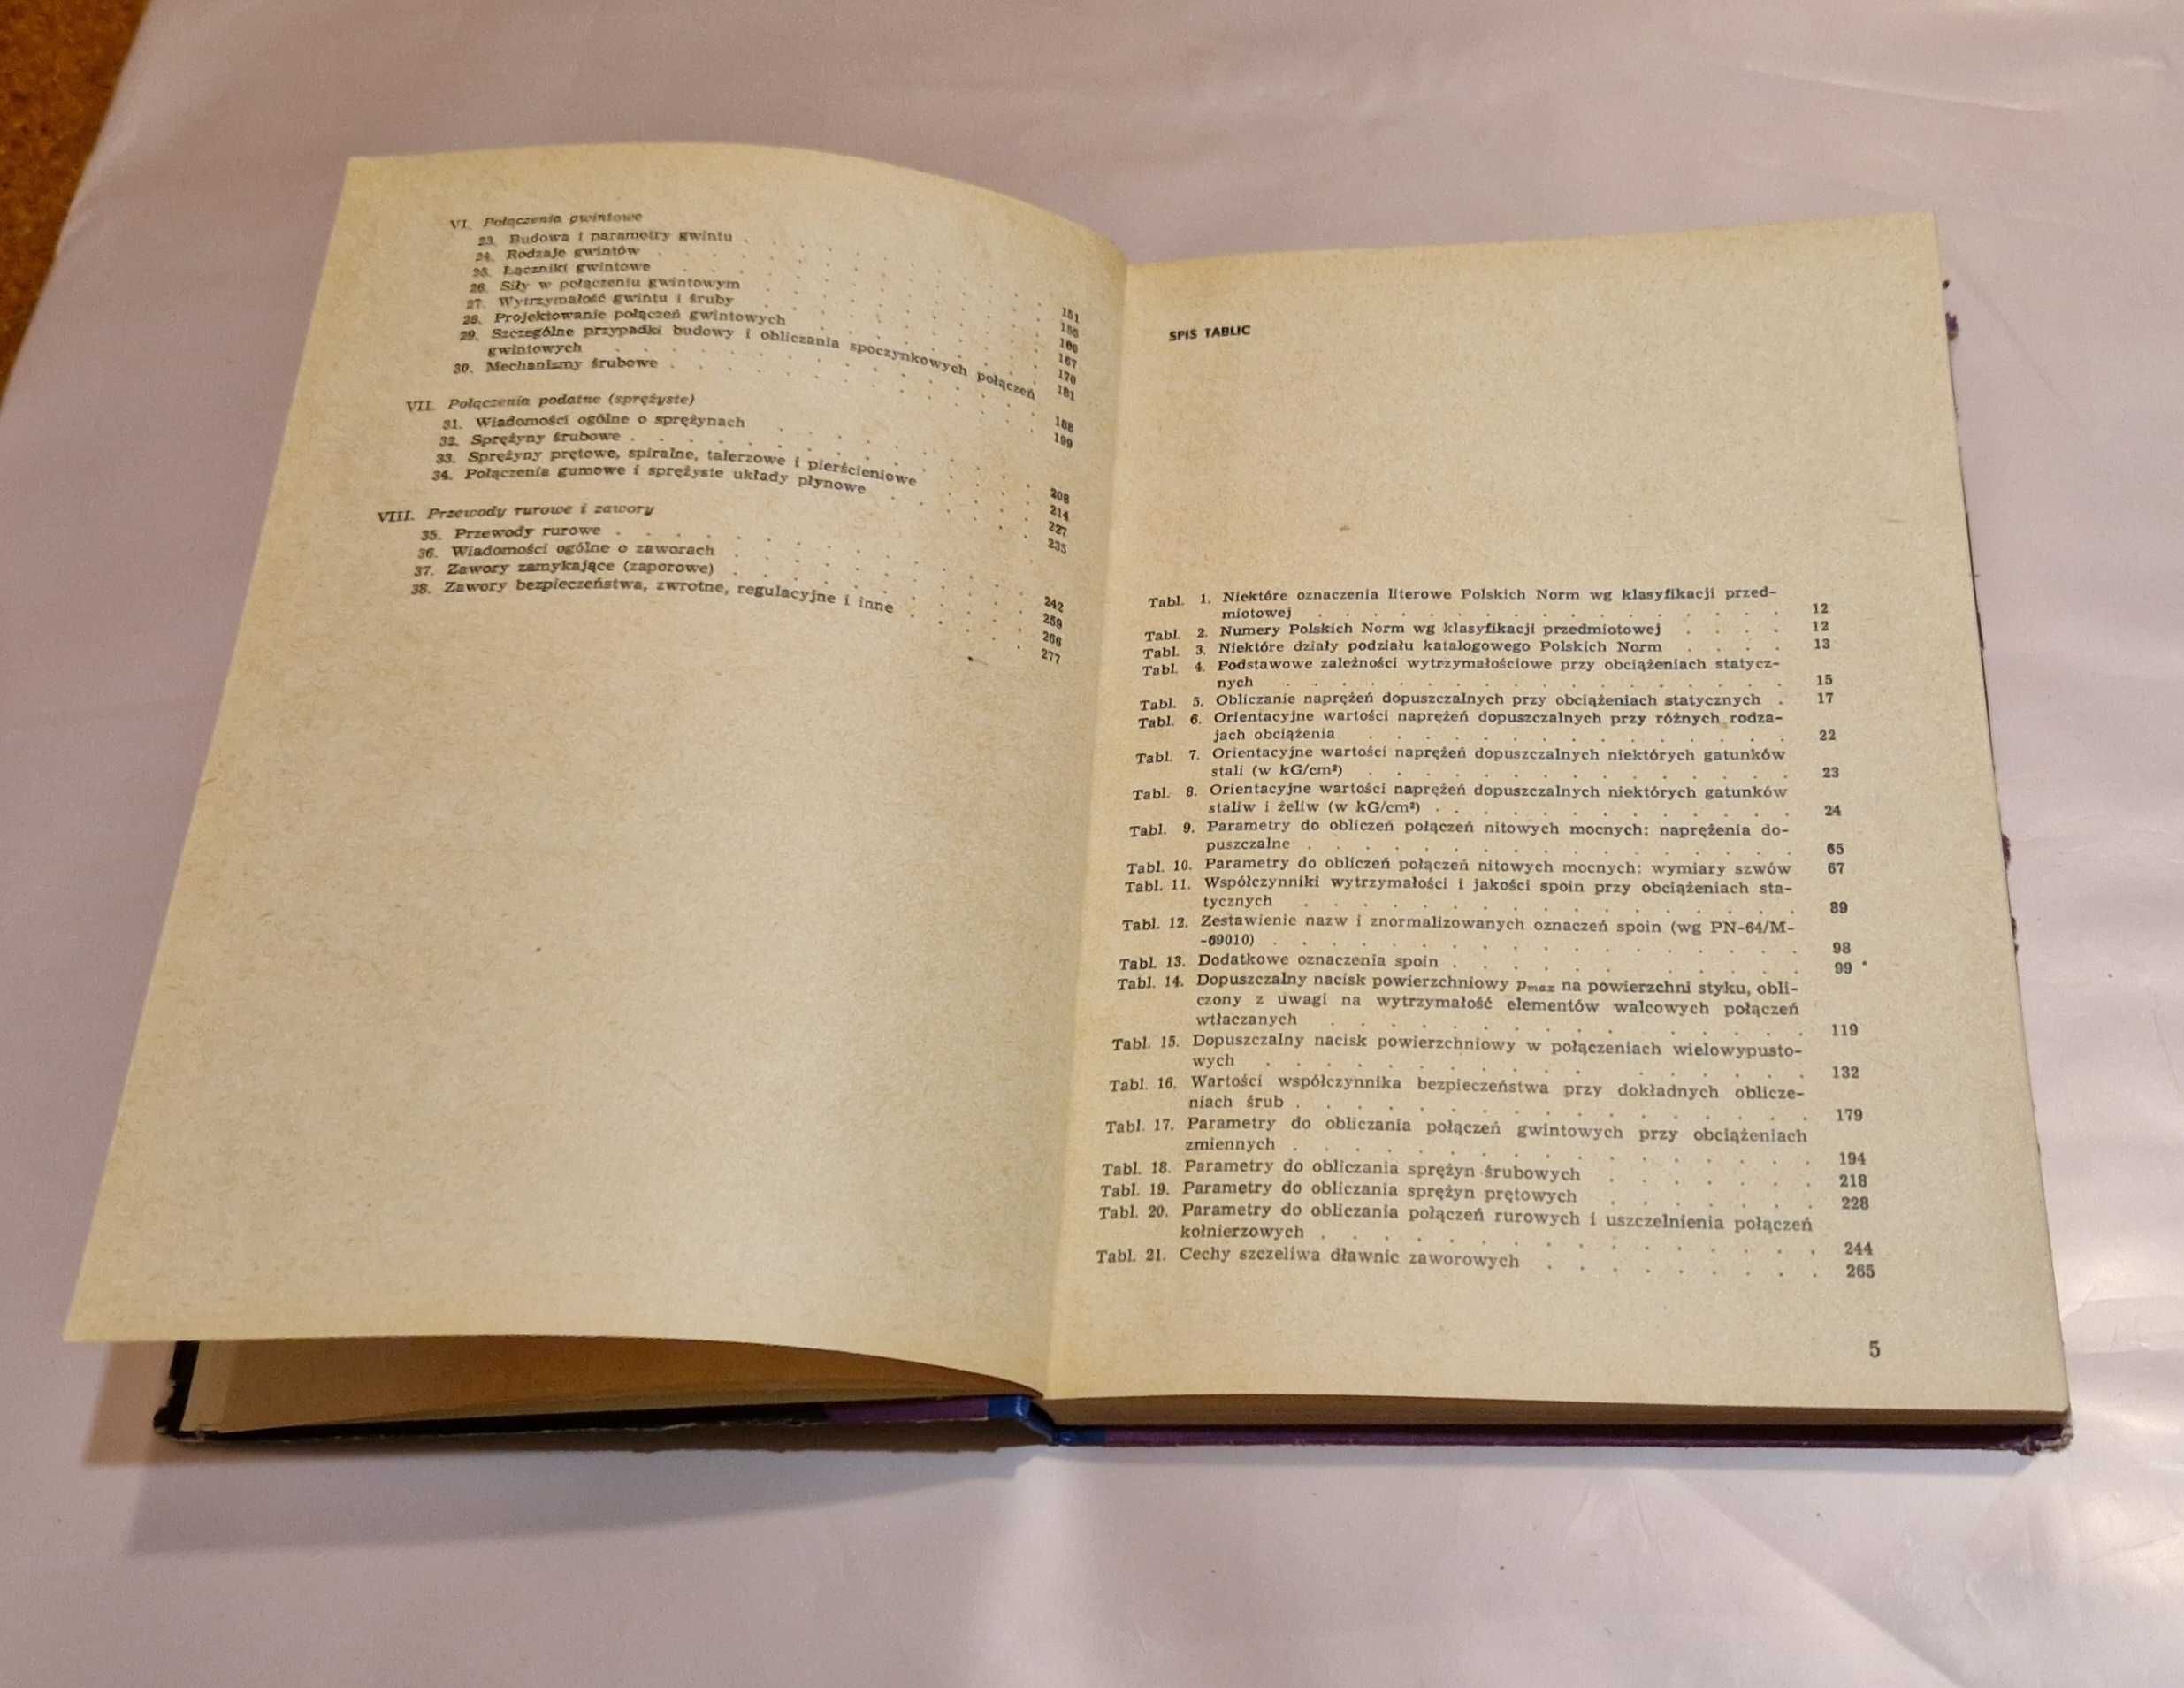 VI. Połączenia gwintowe
23. Budowa i parametry gwintu . . . 151
24. Rodzaje gwintów . . . 155
25. Łączniki gwintowe . . . 160
26. Siły w połączeniu gwintowym . . . 167
27. Wytrzymałość gwintu i śruby . . . 170
28. Projektowanie połączeń gwintowych . . . 181
29. Szczególne przypadki budowy i obliczania spoczynkowych połączeń
gwintowych . . . 188
30. Mechanizmy śrubowe . . . 199
VII. Połączenia podatne (sprężyste)
31. Wiadomości ogólne o sprężynach . . . 208
32. Sprężyny śrubowe . . . 214
33. Sprężyny prętowe, spiralne, talerzowe i pierścieniowe . . . 227
34. Połączenia gumowe i sprężyste układy płynowe . . . 235
VIII. Przewody rurowe i zawory
35. Przewody rurowe . . . 242
36. Wiadomości ogólne o zaworach . . . 259
37. Zawory zamykające (zaporowe) . . . 266
38. Zawory bezpieczeństwa, zwrotne, regulacyjne i inne . . . 277
SPIS TABLIC
Tabl. 1. Niektóre oznaczenia literowe Polskich Norm wg klasyfikacji przed-
miotowej . . . 12
Tabl. 2. Numery Polskich Norm wg klasyfikacji przedmiotowej . . . 12
Tabl. 3. Niektóre działy podziału katalogowego Polskich Norm . . . 13
Tabl. 4. Podstawowe zależności wytrzymałościowe przy obciążeniach statycz-
nych . . . 15
Tabl. 5. Obliczanie naprężeń dopuszczalnych przy obciążeniach statycznych . 17
Tabl. 6. Orientacyjne wartości naprężeń dopuszczalnych przy różnych rodza-
jach obciążenia . . . 22
Tabl. 7. Orientacyjne wartości naprężeń dopuszczalnych niektórych gatunków
stali (w kG/cm²) . . . 23
Tabl. 8. Orientacyjne wartości naprężeń dopuszczalnych niektórych gatunków
staliw i żeliw (w kG/cm²) . . . 24
Tabl. 9. Parametry do obliczeń połączeń nitowych mocnych: naprężenia do-
puszczalne . . . 65
Tabl. 10. Parametry do obliczeń połączeń nitowych mocnych: wymiary szwów 67
Tabl. 11. Współczynniki wytrzymałości i jakości spoin przy obciążeniach sta-
tycznych . . . 89
Tabl. 12. Zestawienie nazw i znormalizowanych oznaczeń spoin (wg PN-64/M-
-69010) . . . 98
Tabl. 13. Dodatkowe oznaczenia spoin . . . 99
Tabl. 14. Dopuszczalny nacisk powierzchniowy pmax na powierzchni styku, obli-
czony z uwagi na wytrzymałość elementów walcowych połączeń
wtłaczanych . . . 119
Tabl. 15. Dopuszczalny nacisk powierzchniowy w połączeniach wielowypusto-
wych . . . 132
Tabl. 16. Wartości współczynnika bezpieczeństwa przy dokładnych oblicze-
niach śrub . . . 179
Tabl. 17. Parametry do obliczania połączeń gwintowych przy obciążeniach
zmiennych . . . 194
Tabl. 18. Parametry do obliczania sprężyn śrubowych . . . 218
Tabl. 19. Parametry do obliczania sprężyn prętowych . . . 228
Tabl. 20. Parametry do obliczania połączeń rurowych i uszczelnienia połączeń
kołnierzowych . . . 244
Tabl. 21. Cechy szczeliwa dławnic zaworowych . . . 265
5